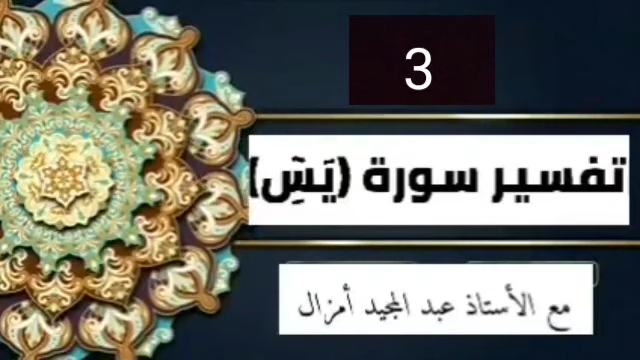 3
تفسير سورة (يَسٓ)
مع الأستاذ عبد المجيد أمزال